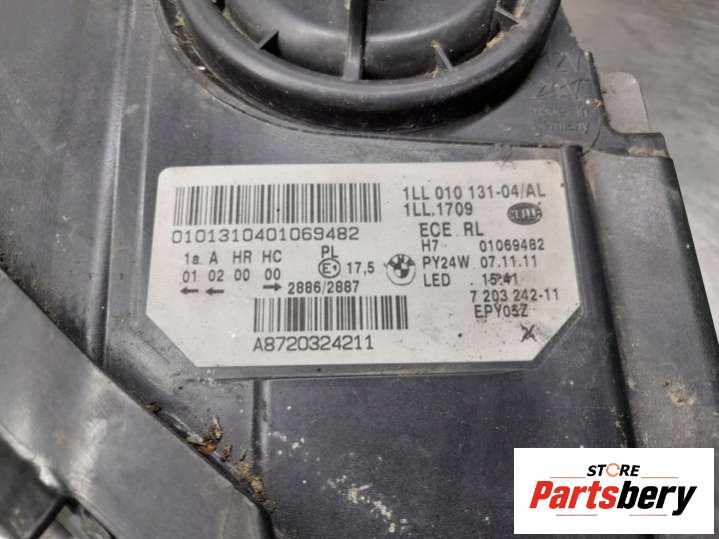 1LL 010 131-04/AL
1LL.1709
HELLA
0101310401069482
ECE RL
1a A HR HC PL
H7 01069482
01 02 00 00 E1 17,5
PY24W 07.11.11
2886/2887
LED 15:41
7 203 242-11
EPY05Z
A8720324211
STORE
Partsbery